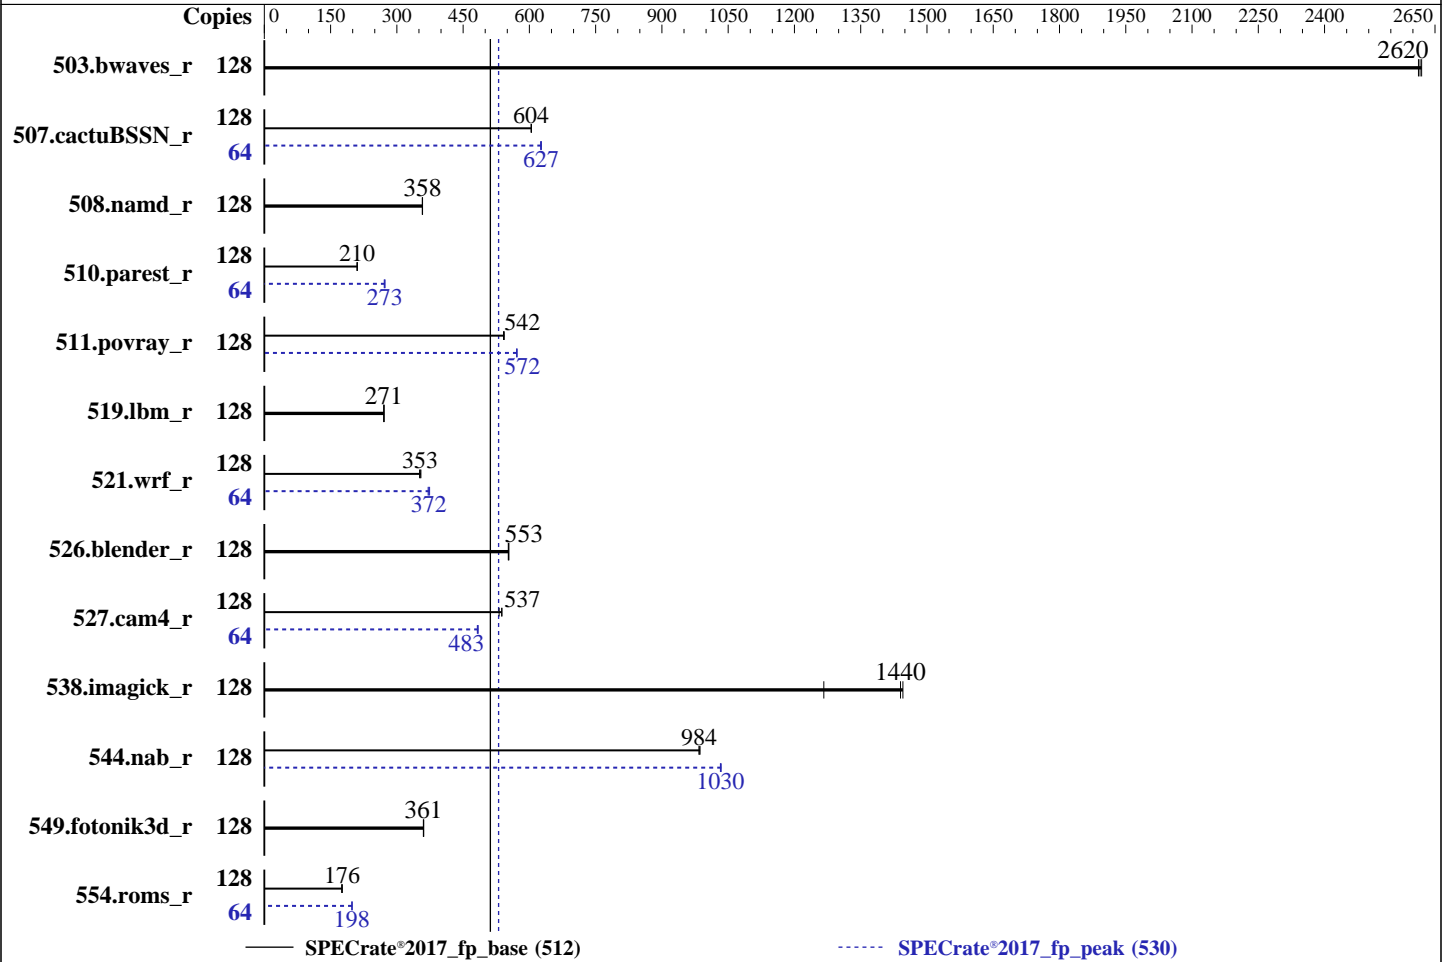 Copies 0 150 300 450 600 750 900 1050 1200 1350 1500 1650 1800 1950 2100 2250 2400 2650
503.bwaves_r 128 2620
507.cactuBSSN_r 128 604
64 627
508.namd_r 128 358
510.parest_r 128 210
64 273
511.povray_r 128 542
572
519.lbm_r 128 271
521.wrf_r 128 353
64 372
526.blender_r 128 553
527.cam4_r 128 537
64 483
538.imagick_r 128 1440
544.nab_r 128 984
1030
549.fotonik3d_r 128 361
554.roms_r 128 176
64 198
SPECrate®2017_fp_base (512) SPECrate®2017_fp_peak (530)